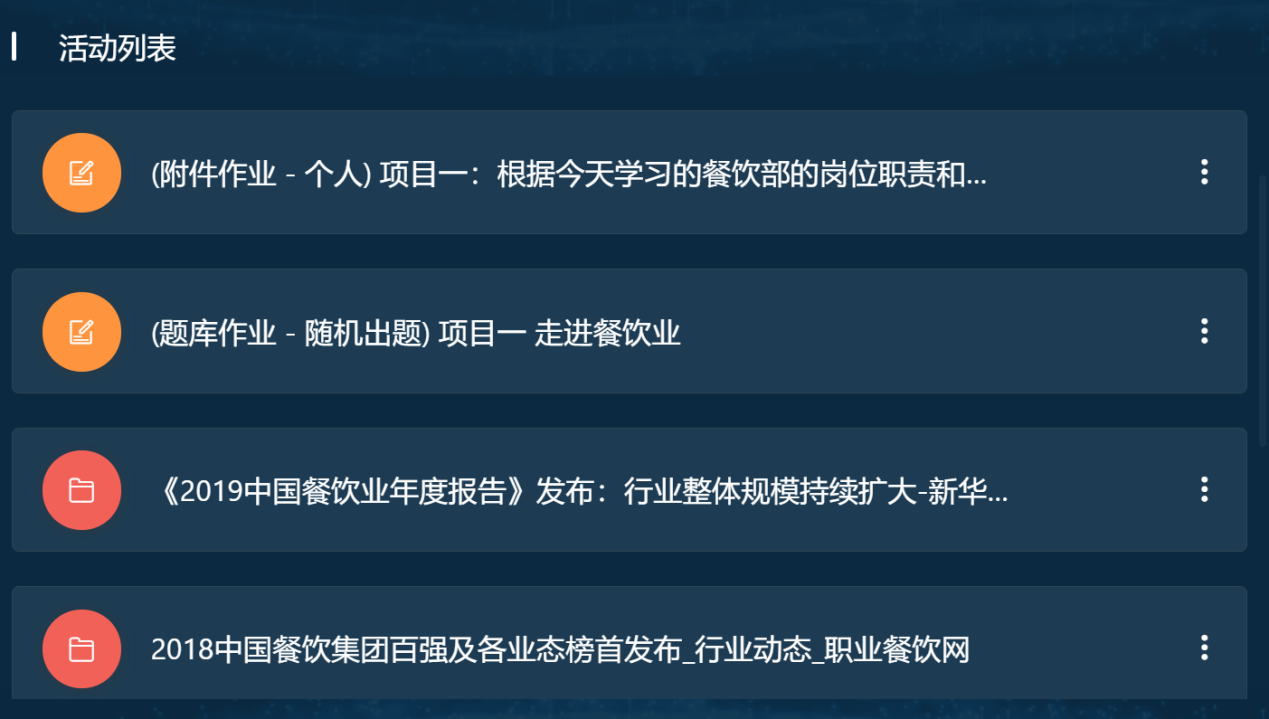 活动列表
(附件作业 - 个人) 项目一：根据今天学习的餐饮部的岗位职责和...
(题库作业 - 随机出题) 项目一 走进餐饮业
《2019中国餐饮业年度报告》发布：行业整体规模持续扩大-新华...
2018中国餐饮集团百强及各业态榜首发布_行业动态_职业餐饮网